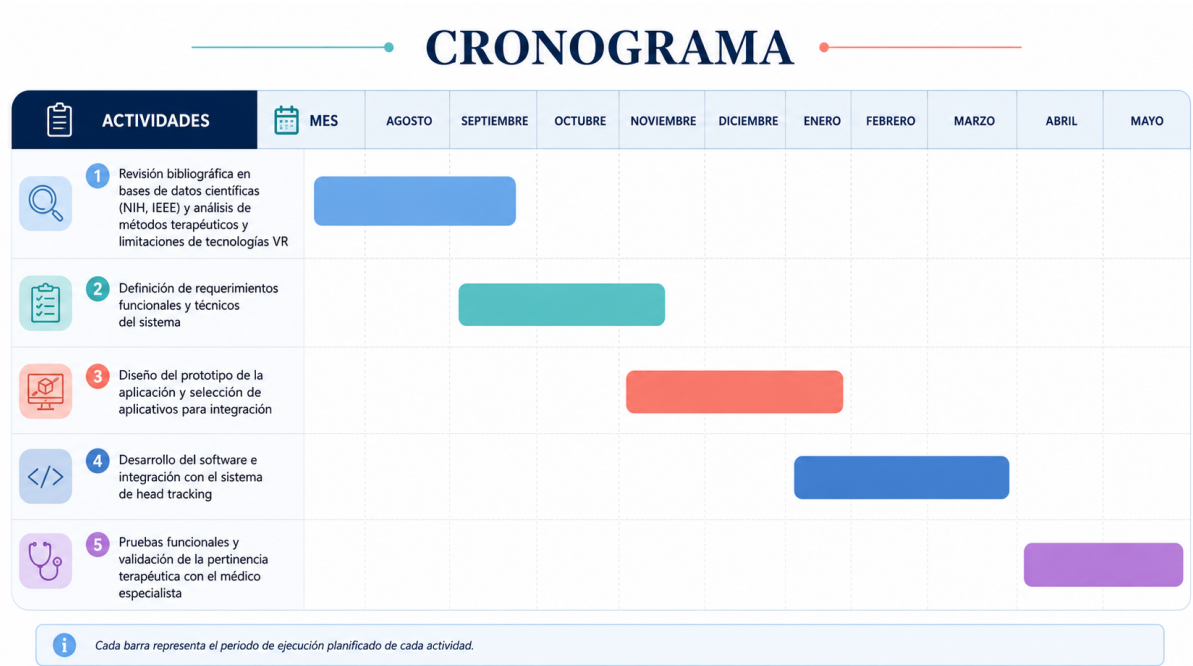 CRONOGRAMA
ACTIVIDADES
MES
AGOSTO
SEPTIEMBRE
OCTUBRE
NOVIEMBRE
DICIEMBRE
ENERO
FEBRERO
MARZO
ABRIL
MAYO
1
Revisión bibliográfica en
bases de datos científicas
(NIH, IEEE) y análisis de
métodos terapéuticos y
limitaciones de tecnologías VR
2
Definición de requerimientos
funcionales y técnicos
del sistema
3
Diseño del prototipo de la
aplicación y selección de
aplicativos para integración
4
Desarrollo del software e
integración con el sistema
de head tracking
5
Pruebas funcionales y
validación de la pertinencia
terapéutica con el médico
especialista
Cada barra representa el periodo de ejecución planificado de cada actividad.